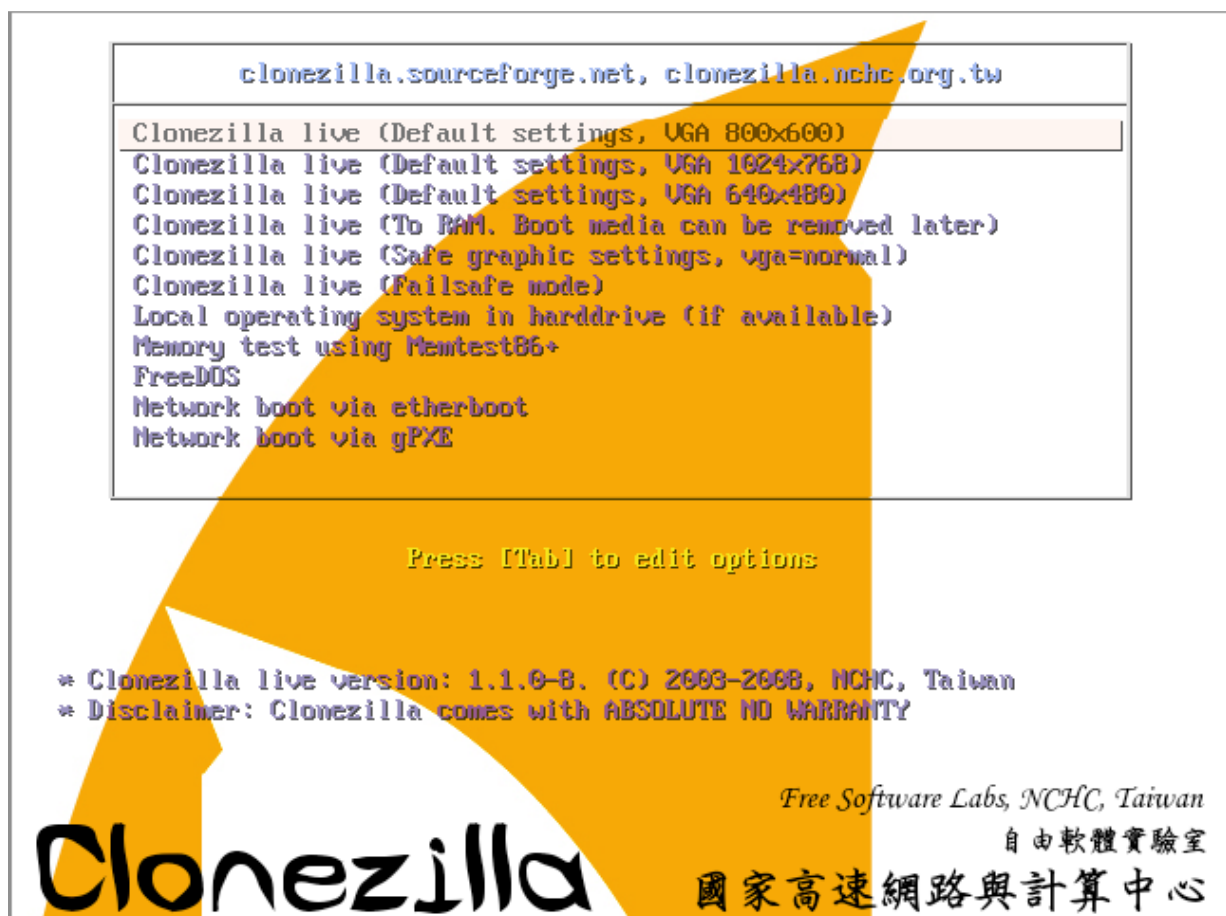 clonezilla.sourceforge.net, clonezilla.nchc.org.tw
Clonezilla live (Default settings, VGA 800x600)
Clonezilla live (Default settings, VGA 1024x768)
Clonezilla live (Default settings, VGA 640x480)
Clonezilla live (To RAM. Boot media can be removed later)
Clonezilla live (Safe graphic settings, vga=normal)
Clonezilla live (Failsafe mode)
Local operating system in harddrive (if available)
Memory test using Memtest86+
FreeDOS
Network boot via etherboot
Network boot via gPXE
Press [Tab] to edit options
* Clonezilla live version: 1.1.0-8. (C) 2003-2008, NCHC, Taiwan
* Disclaimer: Clonezilla comes with ABSOLUTE NO WARRANTY
Free Software Labs, NCHC, Taiwan
自由軟體實驗室
Clonezilla 國家高速網路與計算中心